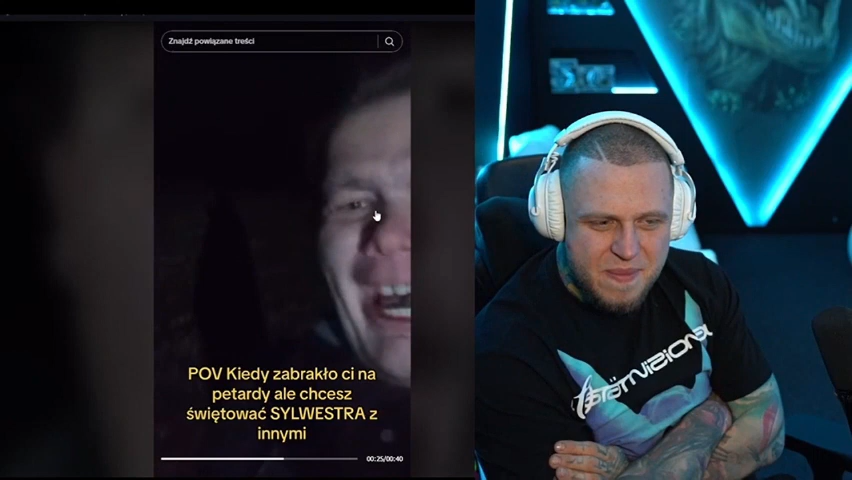 Znajdź powiązane treści
POV Kiedy zabrakło ci na
petardy ale chcesz
świętować SYLWESTRA z
innymi
00:25/00:40